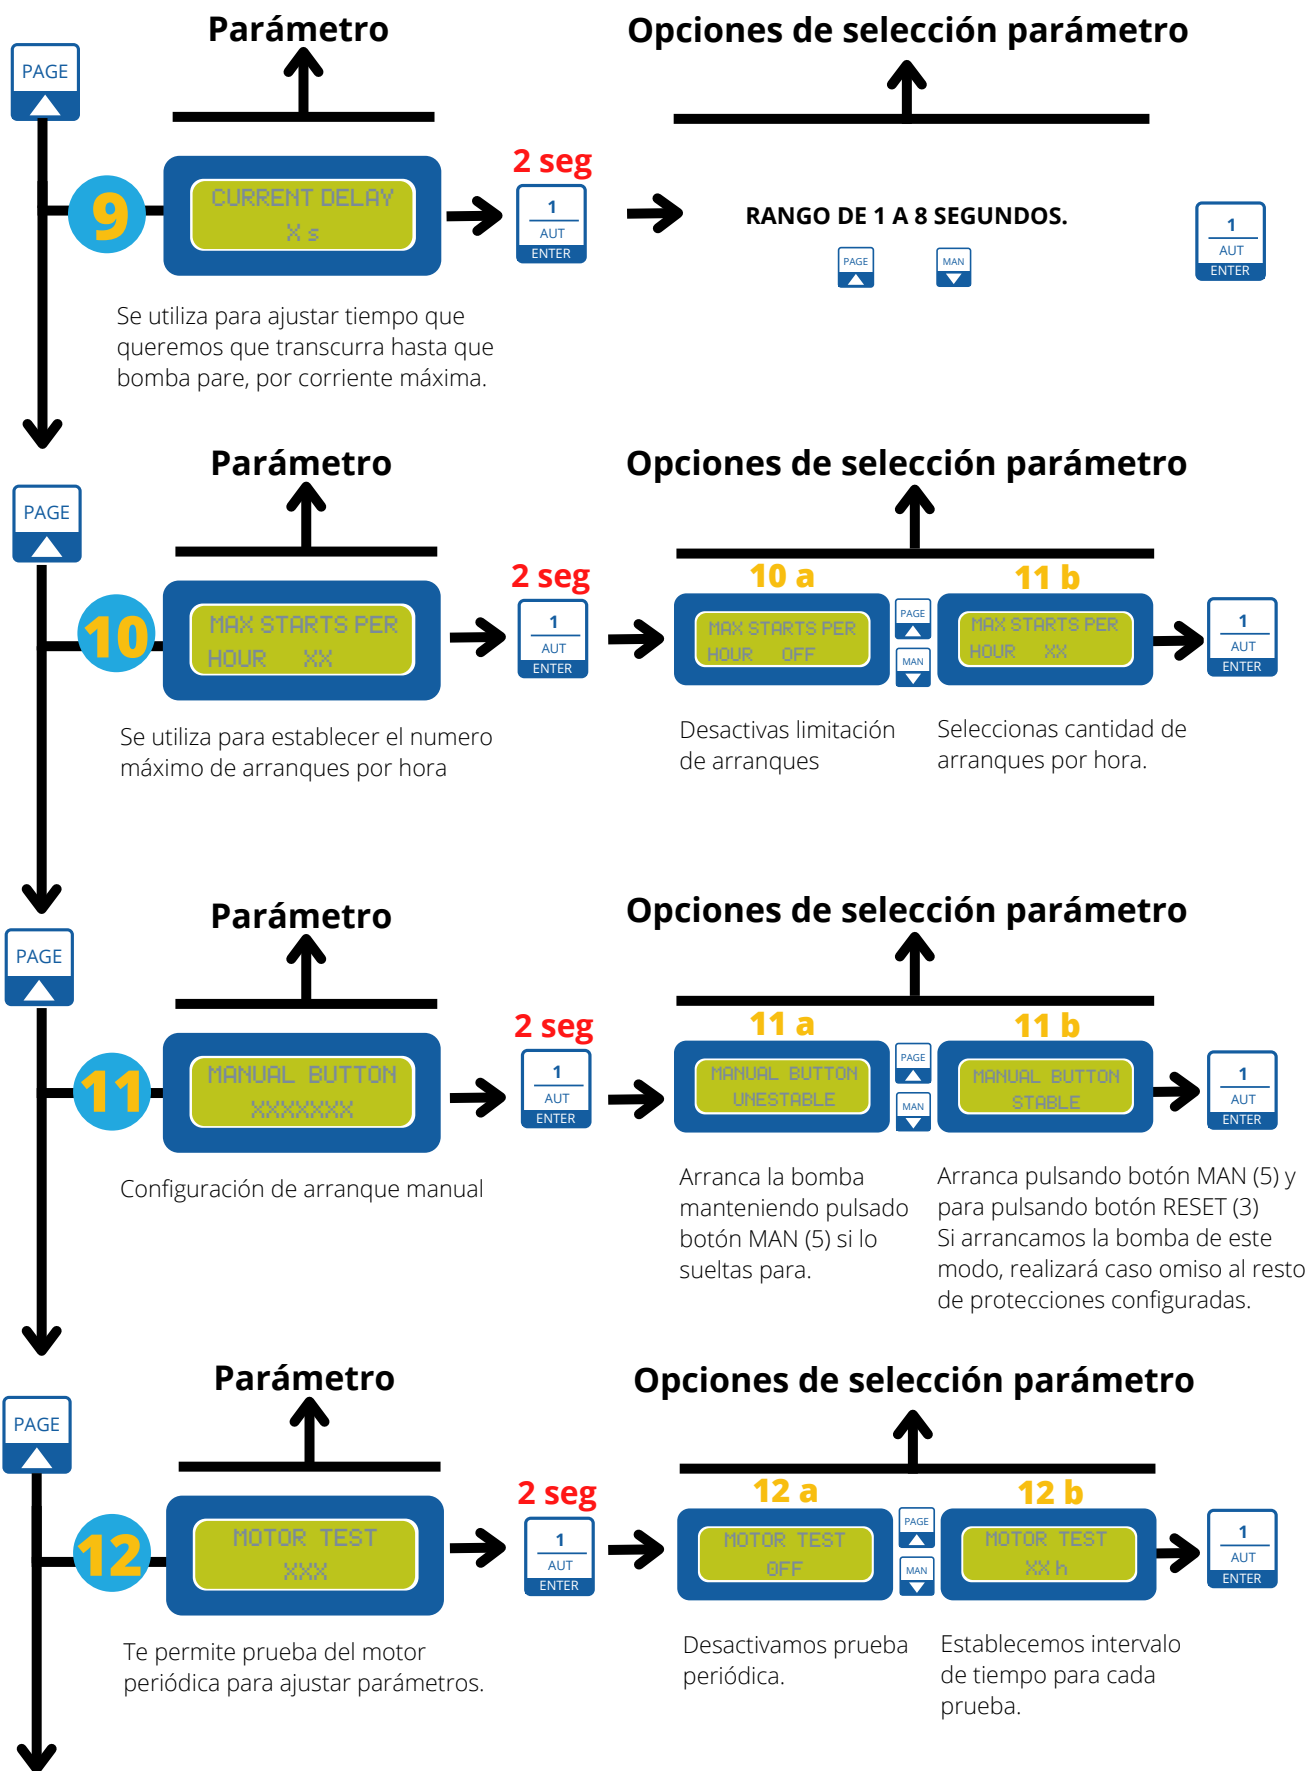 Parámetro
Opciones de selección parámetro
PAGE
2 seg
9
CURRENT DELAY
X s
1
AUT
ENTER
RANGO DE 1 A 8 SEGUNDOS.
PAGE
MAN
1
AUT
ENTER
Se utiliza para ajustar tiempo que
queremos que transcurra hasta que
bomba pare, por corriente máxima.
Parámetro
Opciones de selección parámetro
PAGE
2 seg
10 a
11 b
10
MAX STARTS PER
HOUR XX
1
AUT
ENTER
MAX STARTS PER
HOUR OFF
PAGE
MAN
MAX STARTS PER
HOUR XX
1
AUT
ENTER
Se utiliza para establecer el numero
máximo de arranques por hora
Desactivas limitación
de arranques
Seleccionas cantidad de
arranques por hora.
Parámetro
Opciones de selección parámetro
PAGE
2 seg
11 a
11 b
11
MANUAL BUTTON
XXXXXXX
1
AUT
ENTER
MANUAL BUTTON
UNESTABLE
PAGE
MAN
MANUAL BUTTON
STABLE
1
AUT
ENTER
Configuración de arranque manual
Arranca la bomba
manteniendo pulsado
botón MAN (5) si lo
sueltas para.
Arranca pulsando botón MAN (5) y
para pulsando botón RESET (3)
Si arrancamos la bomba de este
modo, realizará caso omiso al resto
de protecciones configuradas.
Parámetro
Opciones de selección parámetro
PAGE
2 seg
12 a
12 b
12
MOTOR TEST
XXX
1
AUT
ENTER
MOTOR TEST
0FF
PAGE
MAN
MOTOR TEST
XX h
1
AUT
ENTER
Te permite prueba del motor
periódica para ajustar parámetros.
Desactivamos prueba
periódica.
Establecemos intervalo
de tiempo para cada
prueba.